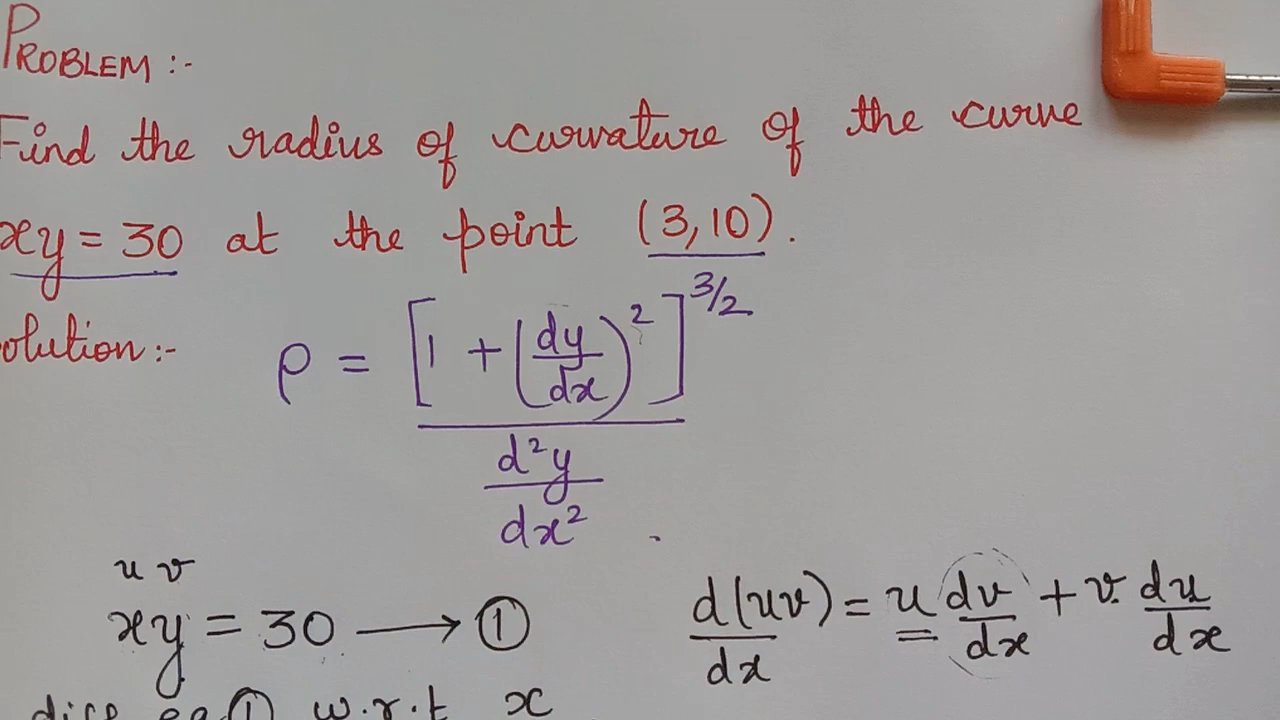 PROBLEM :-
Find the radius of curvature of the curve
xy = 30 at the point (3,10).
olution:- ρ = [1 + (dy/dx)²]^3/2 / d²y/dx² .
u v
xy = 30 → ① d(uv)/dx = u dv/dx + v du/dx
① w.r.t x